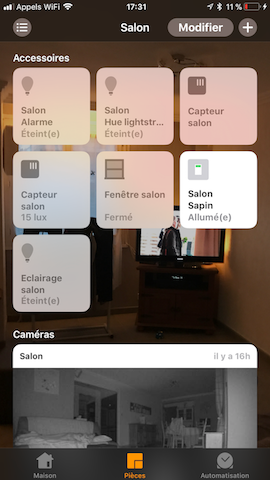 Appels WiFi 17:31 11 %
Salon Modifier
Accessoires
Salon
Alarme
Éteint(e)
Salon
Hue lightstr...
Éteint(e)
Capteur
salon
Capteur
salon
15 lux
Fenêtre salon
Fermé
Salon
Sapin
Allumé(e)
Eclairage
salon
Éteint(e)
Caméras
Salon il y a 16h
Maison Pièces Automatisation